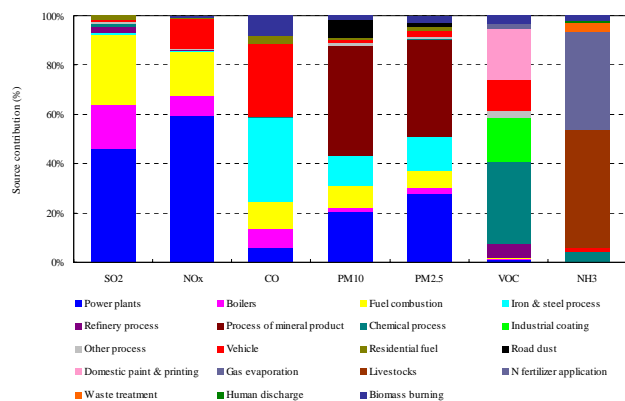 100%
80%
60%
40%
20%
0%
Source contribution (%)
SO2 NOx CO PM10 PM2.5 VOC NH3
Power plants Boilers Fuel combustion Iron & steel process
Refinery process Process of mineral product Chemical process Industrial coating
Other process Vehicle Residential fuel Road dust
Domestic paint & printing Gas evaporation Livestocks N fertilizer application
Waste treatment Human discharge Biomass burning